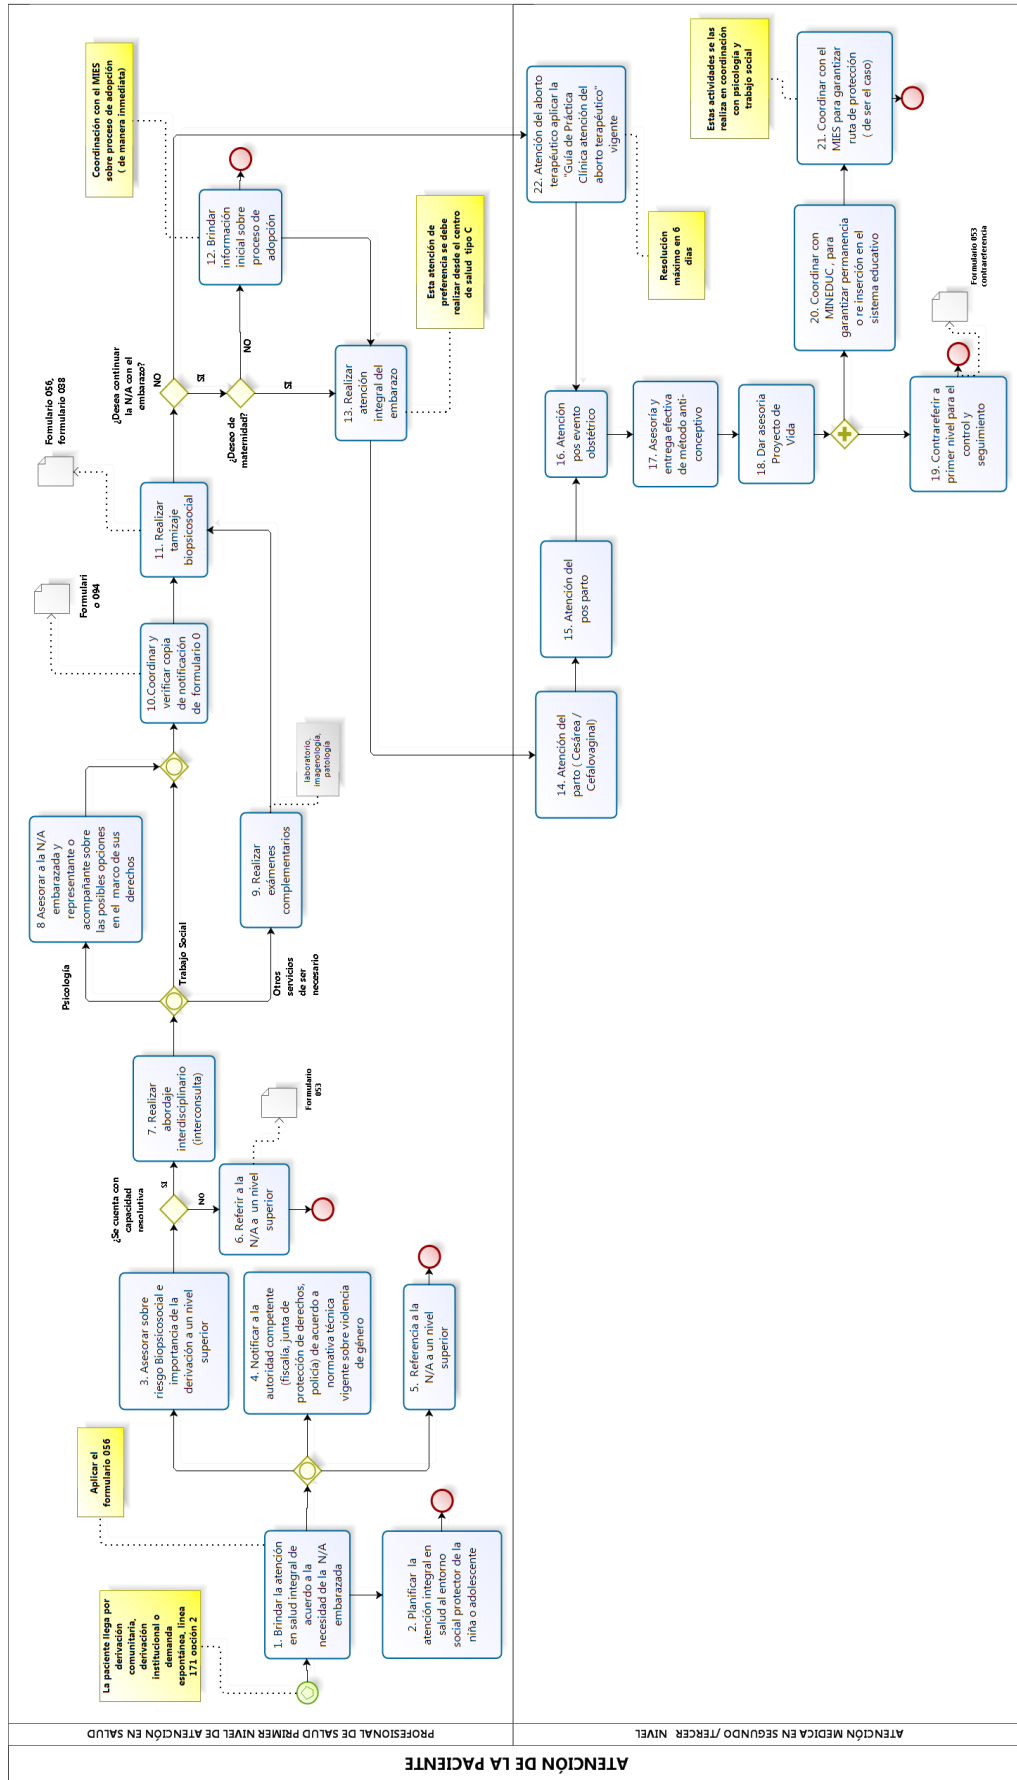 ATENCIÓN DE LA PACIENTE
PROFESIONAL DE SALUD PRIMER NIVEL DE ATENCIÓN EN SALUD
La paciente llega por
derivación
comunitaria,
derivación
institucional o
demanda
espontánea, linea
171 opción 2
Aplicar el
formulario 056
1. Brindar la atención
en salud integral de
acuerdo a la
necesidad de la N/A
embarazada
2. Planificar la
atención integral en
salud al entorno
social protector de la
niña o adolescente
3. Asesorar sobre
riesgo Biopsicosocial e
importancia de la
derivación a un nivel
superior
4. Notificar a la
autoridad competente
(fiscalía, junta de
protección de derechos,
policía) de acuerdo a
normativa técnica
vigente sobre violencia
de género
5. Referencia a la
N/A a un nivel
superior
¿Se cuenta con
capacidad
resolutiva
SI
NO
6. Referir a la
N/A a un nivel
superior
Formulario
053
7. Realizar
abordaje
interdisciplinario
(interconsulta)
Psicología
Trabajo Social
Otros
servicios
de ser
necesario
8 Asesorar a la N/A
embarazada y
representante o
acompañante sobre
las posibles opciones
en el marco de sus
derechos
9. Realizar
exámenes
complementarios
laboratorio,
imagenología,
patología
10.Coordinar y
verificar copia
de notificación
de formulario 0
Formulari
o 094
11. Realizar
tamizaje
biopsicosocial
Fomulario 056,
formulario 038
¿Desea continuar
la N/A con el
embarazo?
NO
SI
¿Deseo de
maternidad?
NO
SI
12. Brindar
información
inicial sobre
proceso de
adopción
Coordinación con el MIES
sobre proceso de adopción
( de manera inmediata)
13. Realizar
atención
integral del
embarazo
Esta atención de
preferencia se debe
realizar desde el centro
de salud tipo C
ATENCIÓN MEDICA EN SEGUNDO /TERCER NIVEL
14. Atención del
parto ( Cesárea /
Cefalovaginal)
15. Atención del
pos parto
16. Atención
pos evento
obstétrico
17. Asesoría y
entrega efectiva
de método anti-
conceptivo
18. Dar asesoria
Proyecto de
Vida
19. Contrareferir a
primer nivel para el
control y
seguimiento
Formulario 053
contrareferencia
20. Coordinar con
MINEDUC , para
garantizar permanencia
o re inserción en el
sistema educativo
21. Coordinar con el
MIES para garantizar
ruta de protección
( de ser el caso)
Estas actividades se las
realiza en coordinación
con psicología y
trabajo social
22. Atención del aborto
terapéutico aplicar la
"Guía de Práctica
Clínica atención del
aborto terapéutico"
vigente
Resolución
máximo en 6
días